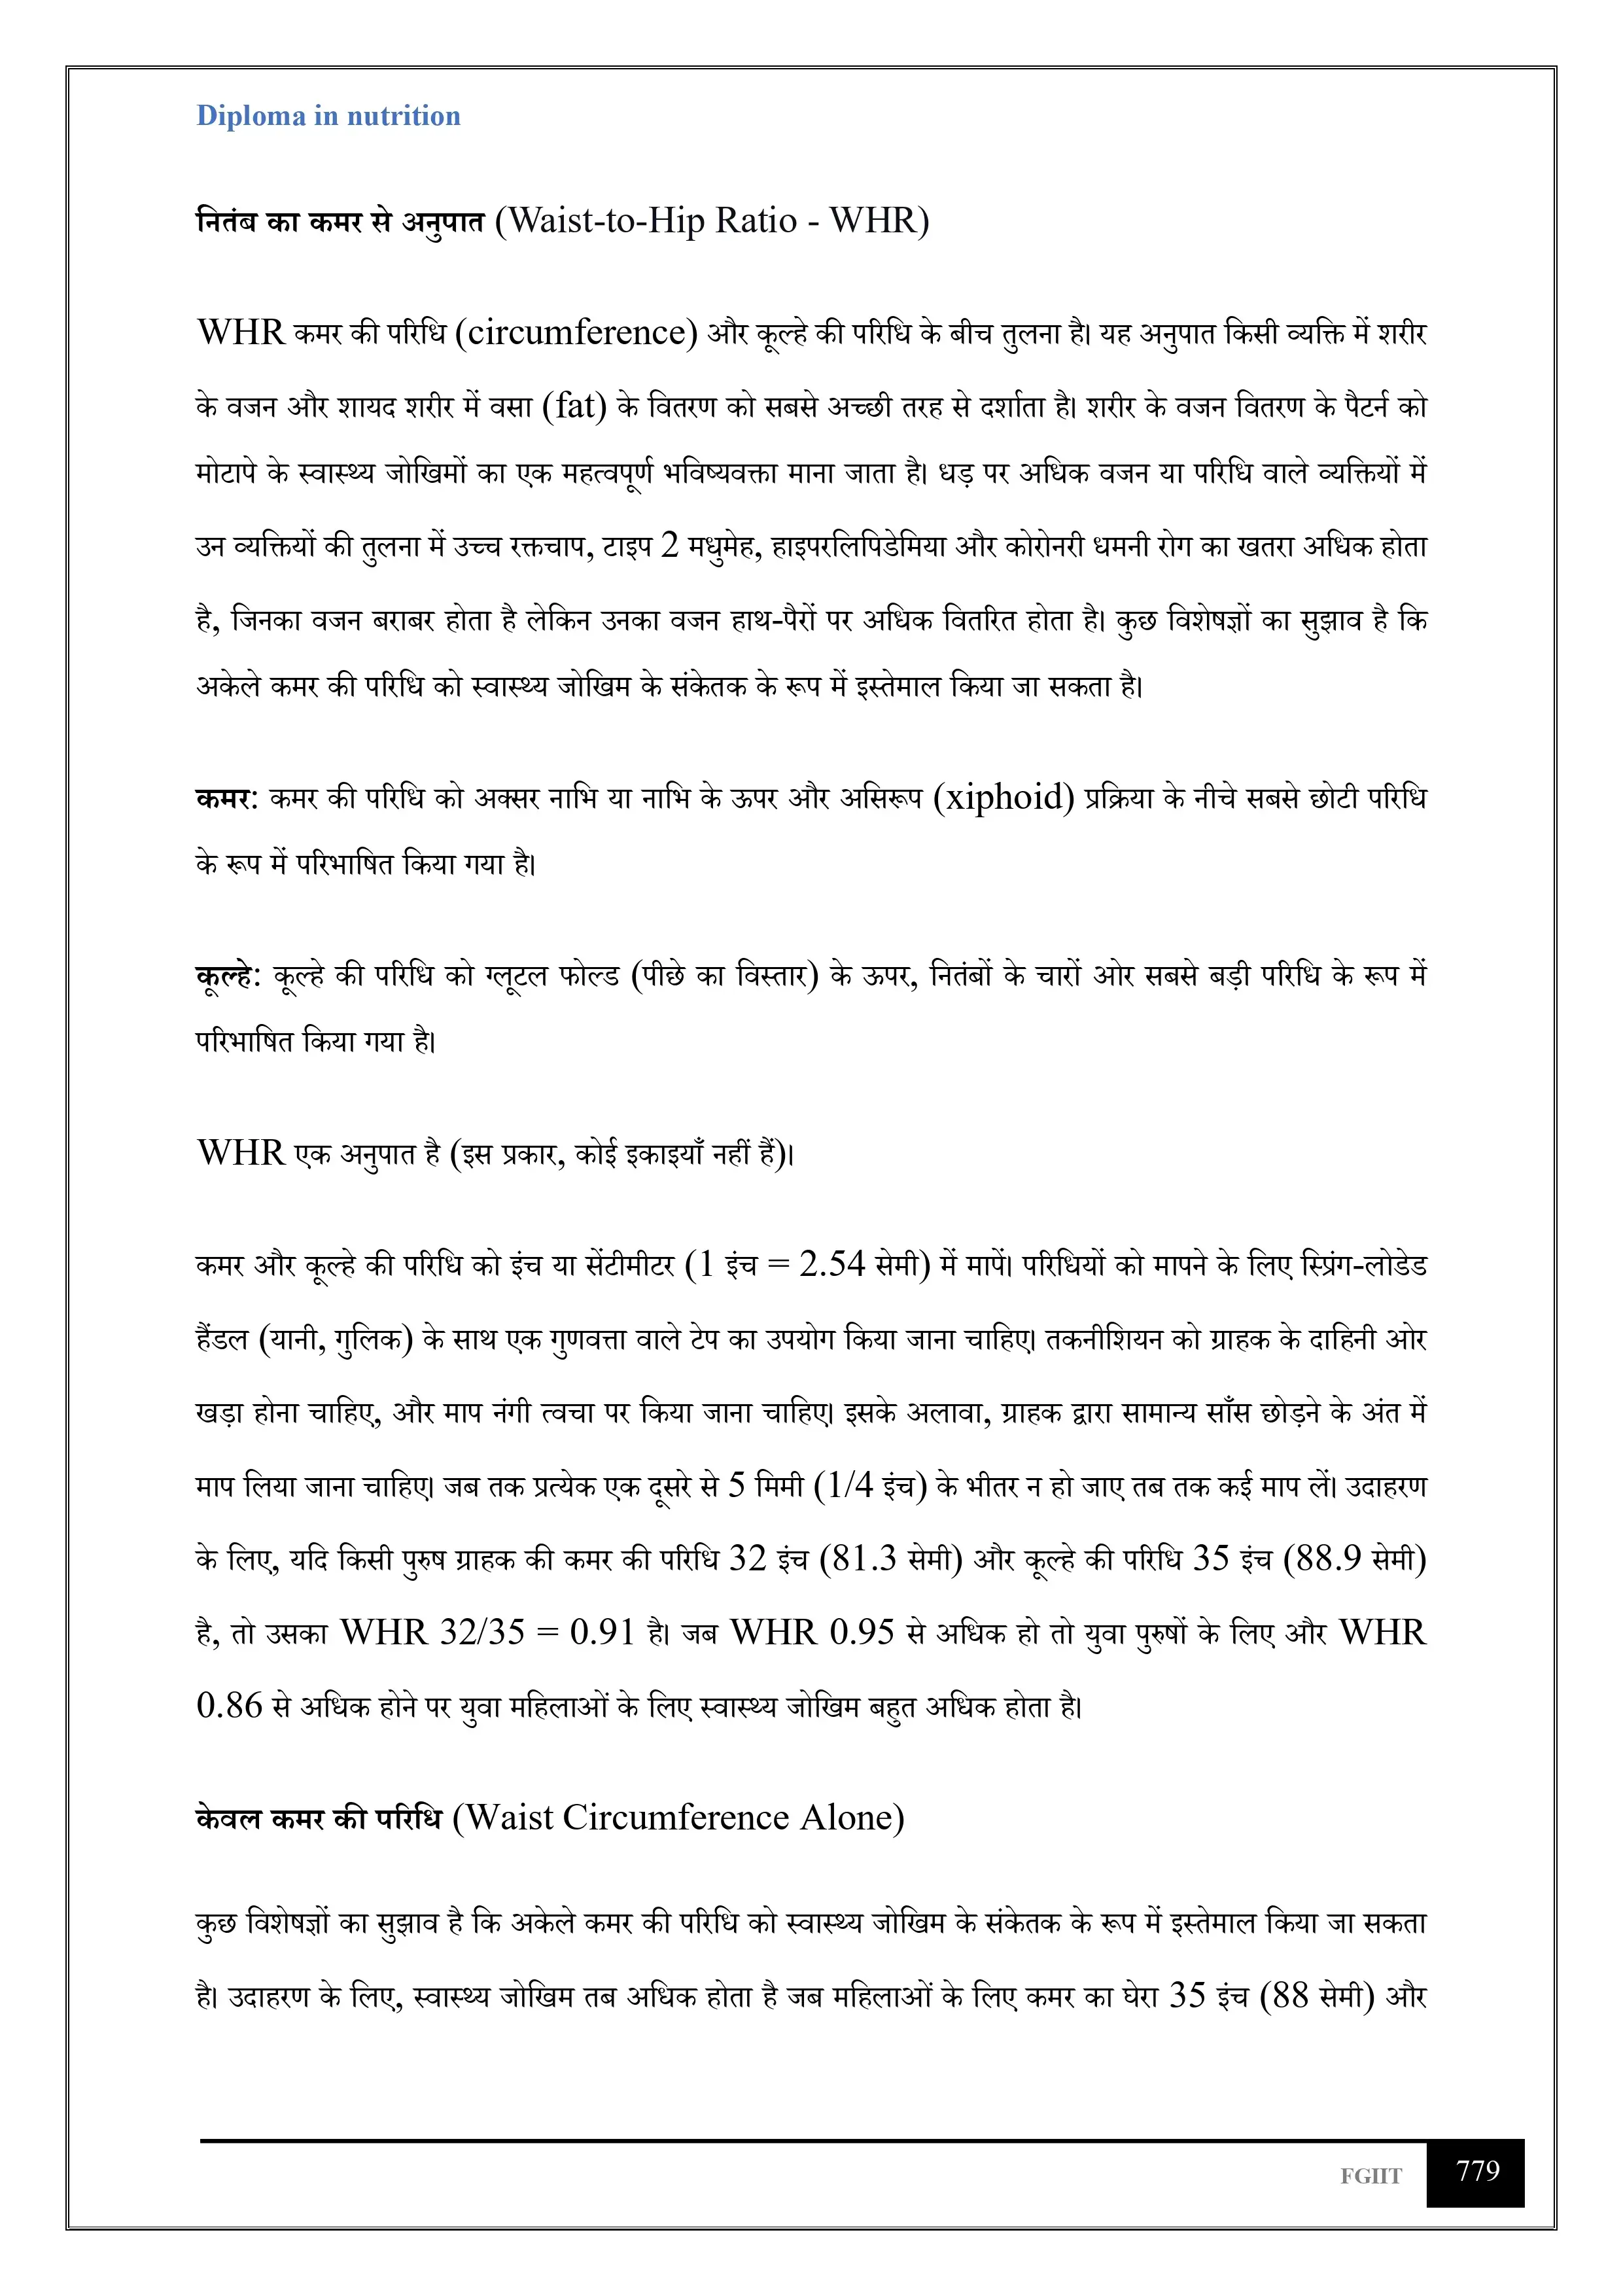 Diploma in nutrition
नितंब का कमर से अनुपात (Waist-to-Hip Ratio - WHR)
WHR कमर की परिधि (circumference) और कूल्हे की परिधि के बीच तुलना है। यह अनुपात किसी व्यक्ति में शरीर
के वजन और शायद शरीर में वसा (fat) के वितरण को सबसे अच्छी तरह से दर्शाता है। शरीर के वजन वितरण के पैटर्न को
मोटापे के स्वास्थ्य जोखिमों का एक महत्वपूर्ण भविष्यवक्ता माना जाता है। धड़ पर अधिक वजन या परिधि वाले व्यक्तियों में
उन व्यक्तियों की तुलना में उच्च रक्तचाप, टाइप 2 मधुमेह, हाइपरलिपिडेमिया और कोरोनरी धमनी रोग का खतरा अधिक होता
है, जिनका वजन बराबर होता है लेकिन उनका वजन हाथ-पैरों पर अधिक वितरित होता है। कुछ विशेषज्ञों का सुझाव है कि
अकेले कमर की परिधि को स्वास्थ्य जोखिम के संकेतक के रूप में इस्तेमाल किया जा सकता है।
कमर: कमर की परिधि को अक्सर नाभि या नाभि के ऊपर और असिरूप (xiphoid) प्रक्रिया के नीचे सबसे छोटी परिधि
के रूप में परिभाषित किया गया है।
कूल्हे: कूल्हे की परिधि को ग्लूटल फोल्ड (पीछे का विस्तार) के ऊपर, नितंबों के चारों ओर सबसे बड़ी परिधि के रूप में
परिभाषित किया गया है।
WHR एक अनुपात है (इस प्रकार, कोई इकाइयाँ नहीं हैं)।
कमर और कूल्हे की परिधि को इंच या सेंटीमीटर (1 इंच = 2.54 सेमी) में मापें। परिधियों को मापने के लिए स्प्रिंग-लोडेड
हैंडल (यानी, गुलिक) के साथ एक गुणवत्ता वाले टेप का उपयोग किया जाना चाहिए। तकनीशियन को ग्राहक के दाहिनी ओर
खड़ा होना चाहिए, और माप नंगी त्वचा पर किया जाना चाहिए। इसके अलावा, ग्राहक द्वारा सामान्य साँस छोड़ने के अंत में
माप लिया जाना चाहिए। जब तक प्रत्येक एक दूसरे से 5 मिमी (1/4 इंच) के भीतर न हो जाए तब तक कई माप लें। उदाहरण
के लिए, यदि किसी पुरुष ग्राहक की कमर की परिधि 32 इंच (81.3 सेमी) और कूल्हे की परिधि 35 इंच (88.9 सेमी)
है, तो उसका WHR 32/35 = 0.91 है। जब WHR 0.95 से अधिक हो तो युवा पुरुषों के लिए और WHR
0.86 से अधिक होने पर युवा महिलाओं के लिए स्वास्थ्य जोखिम बहुत अधिक होता है।
केवल कमर की परिधि (Waist Circumference Alone)
कुछ विशेषज्ञों का सुझाव है कि अकेले कमर की परिधि को स्वास्थ्य जोखिम के संकेतक के रूप में इस्तेमाल किया जा सकता
है। उदाहरण के लिए, स्वास्थ्य जोखिम तब अधिक होता है जब महिलाओं के लिए कमर का घेरा 35 इंच (88 सेमी) और
FGIIT 779